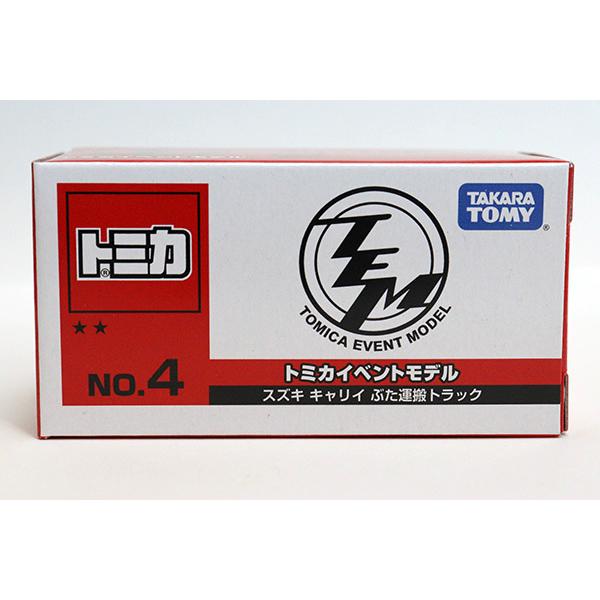 トミカ®
★★
NO.4
TEM
TOMICA EVENT MODEL
TAKARA
TOMY®
トミカイベントモデル
スズキ キャリイ ぶた運搬トラック